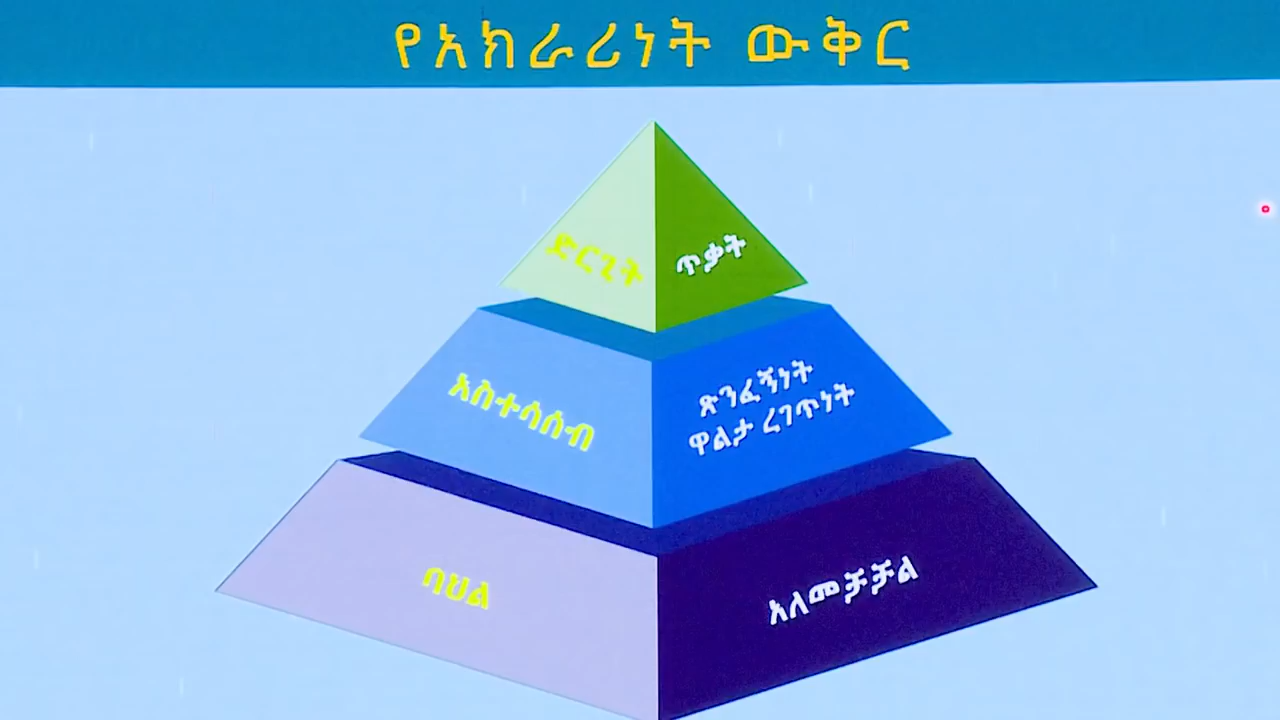 የአክራሪነት ውቅር
ድርጊት
ጥቃት
አስተሳሰብ
ጽንፈኝነት
ዋልታ ረገጥነት
ባህል
አለመቻቻል